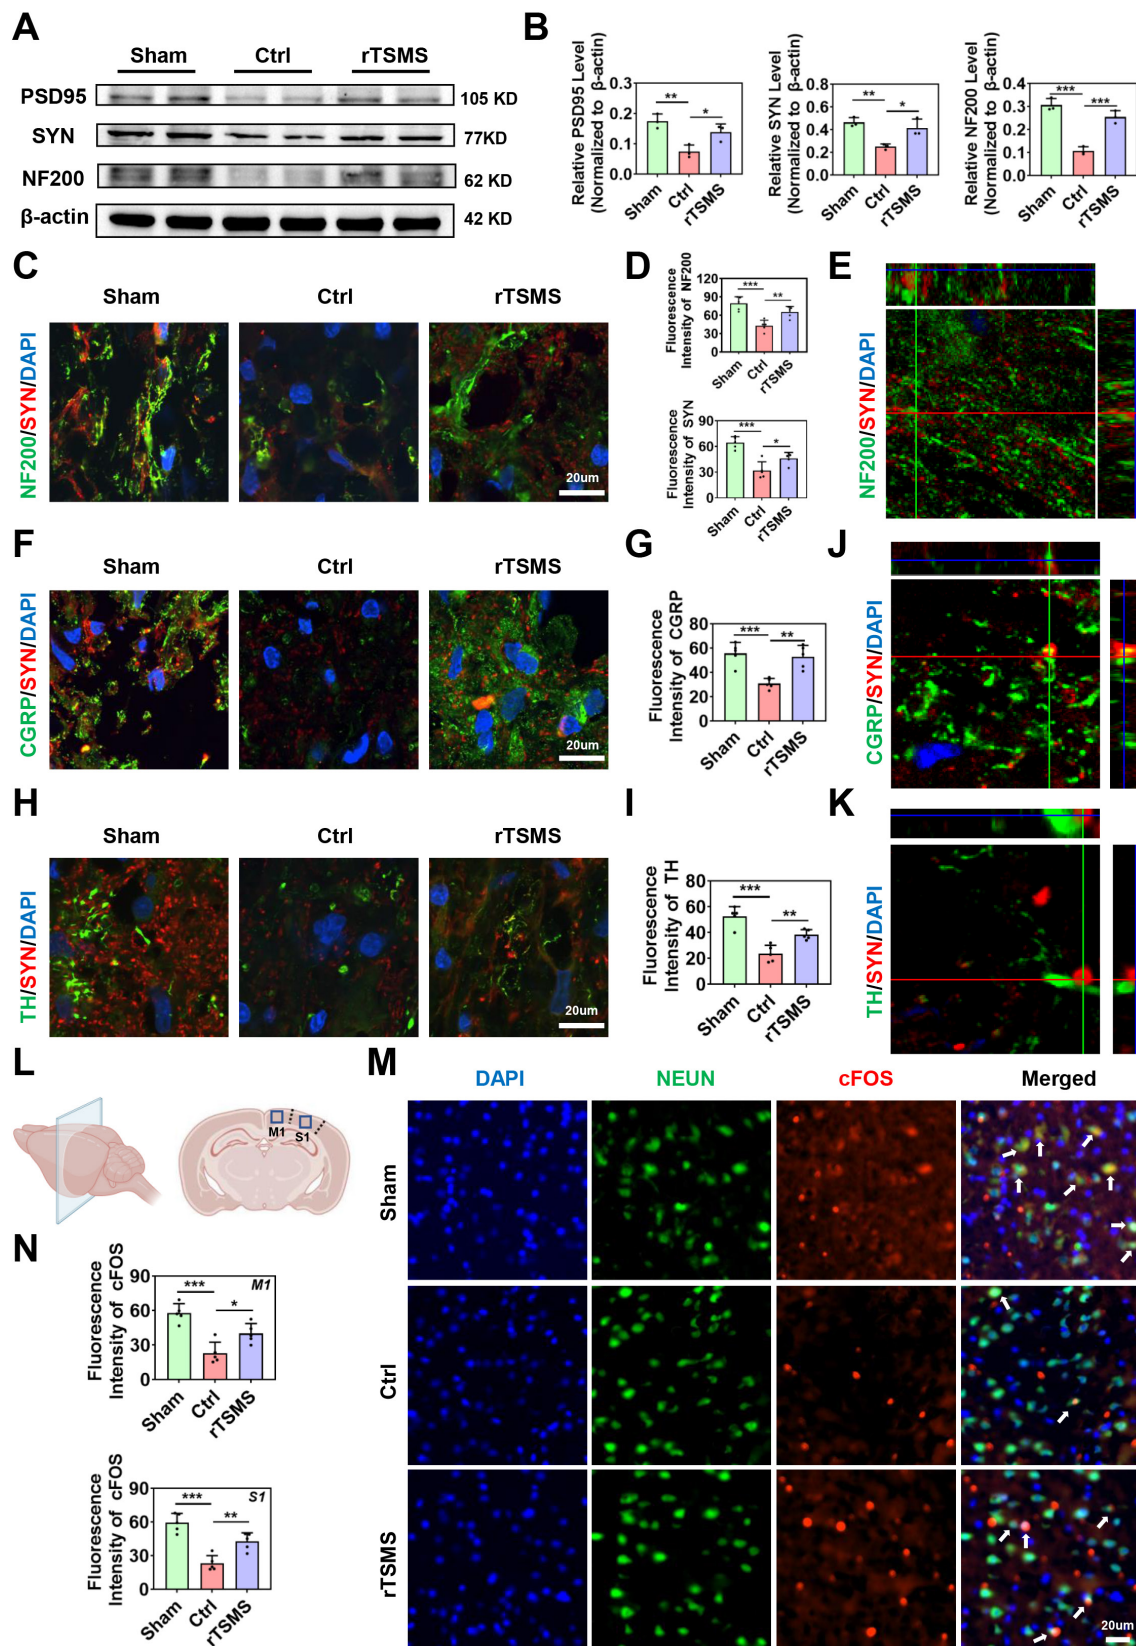 A
Sham Ctrl rTSMS
PSD95 105 KD
SYN 77KD
NF200 62 KD
β-actin 42 KD
B
Relative PSD95 Level
(Normalized to β-actin)
0.3
0.2
0.1
0.0
** *
Sham Ctrl rTSMS
Relative SYN Level
(Normalized to β-actin)
0.8
0.6
0.4
0.2
0.0
** *
Sham Ctrl rTSMS
Relative NF200 Level
(Normalized to β-actin)
0.4
0.3
0.2
0.1
0.0
*** ***
Sham Ctrl rTSMS
C
Sham Ctrl rTSMS
NF200/SYN/DAPI
20um
D
Fluorescence
Intensity of NF200
120
90
60
30
0
*** **
Sham Ctrl rTSMS
Fluorescence
Intensity of SYN
90
60
30
0
*** *
Sham Ctrl rTSMS
E
NF200/SYN/DAPI
F
Sham Ctrl rTSMS
CGRP/SYN/DAPI
20um
G
Fluorescence
Intensity of CGRP
80
60
40
20
0
*** **
Sham Ctrl rTSMS
J
CGRP/SYN/DAPI
H
Sham Ctrl rTSMS
TH/SYN/DAPI
20um
I
Fluorescence
Intensity of TH
80
60
40
20
0
*** **
Sham Ctrl rTSMS
K
TH/SYN/DAPI
L
M1 S1
M
DAPI NEUN cFOS Merged
Sham
Ctrl
rTSMS
20um
N
Fluorescence
Intensity of cFOS
90
60
30
0
*** *
M1
Sham Ctrl rTSMS
Fluorescence
Intensity of cFOS
90
60
30
0
*** **
S1
Sham Ctrl rTSMS